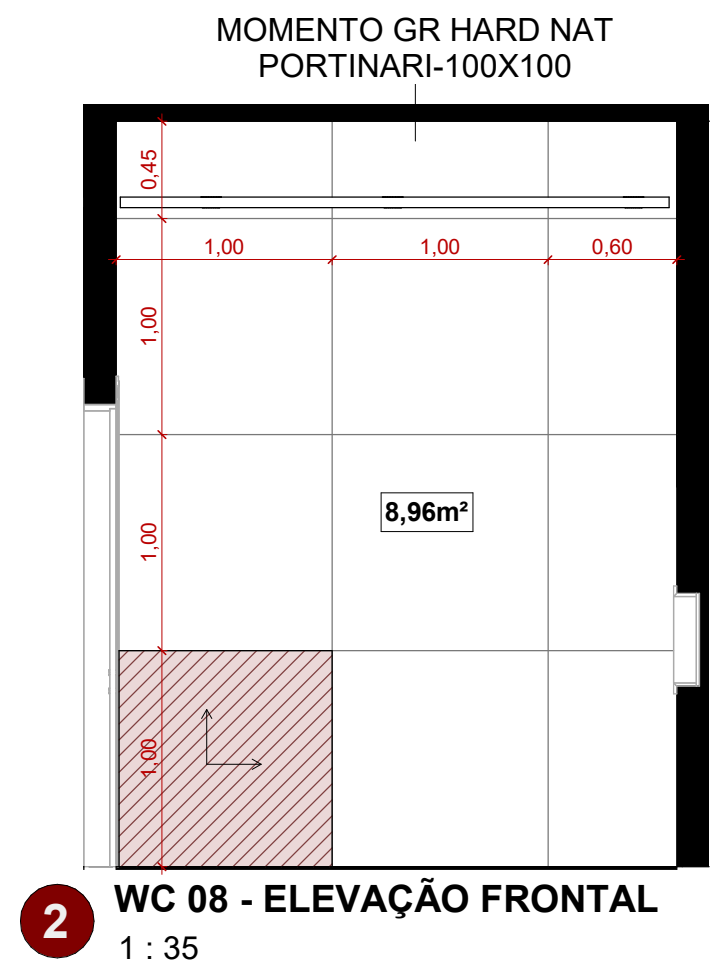 MOMENTO GR HARD NAT
PORTINARI-100X100
0,45
1,00
1,00
0,60
1,00
8,96m²
1,00
1,00
2
WC 08 - ELEVAÇÃO FRONTAL
1 : 35